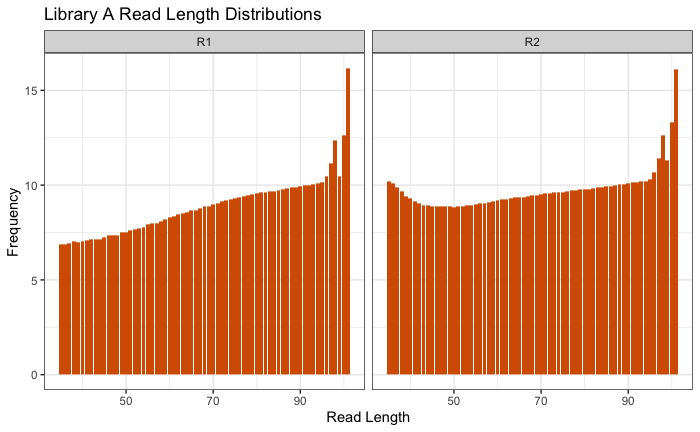 Library A Read Length Distributions
R1 R2
Frequency
15
10
5
0
50 70 90 50 70 90
Read Length